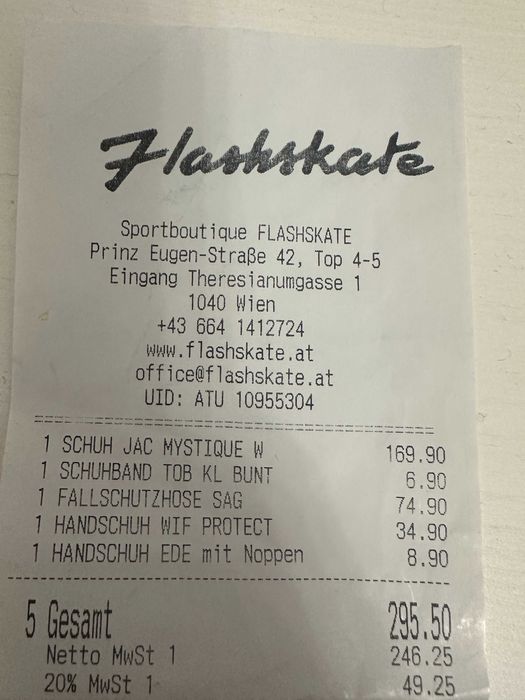 Flashskate
Sportboutique FLASHSKATE
Prinz Eugen-Straße 42, Top 4-5
Eingang Theresianumgasse 1
1040 Wien
+43 664 1412724
www.flashskate.at
office@flashskate.at
UID: ATU 10955304
1 SCHUH JAC MYSTIQUE W 169.90
1 SCHUHBAND TOB KL BUNT 6.90
1 FALLSCHUTZHOSE SAG 74.90
1 HANDSCHUH WIF PROTECT 34.90
1 HANDSCHUH EDE mit Noppen 8.90
5 Gesamt 295.50
Netto MwSt 1 246.25
20% MwSt 1 49.25